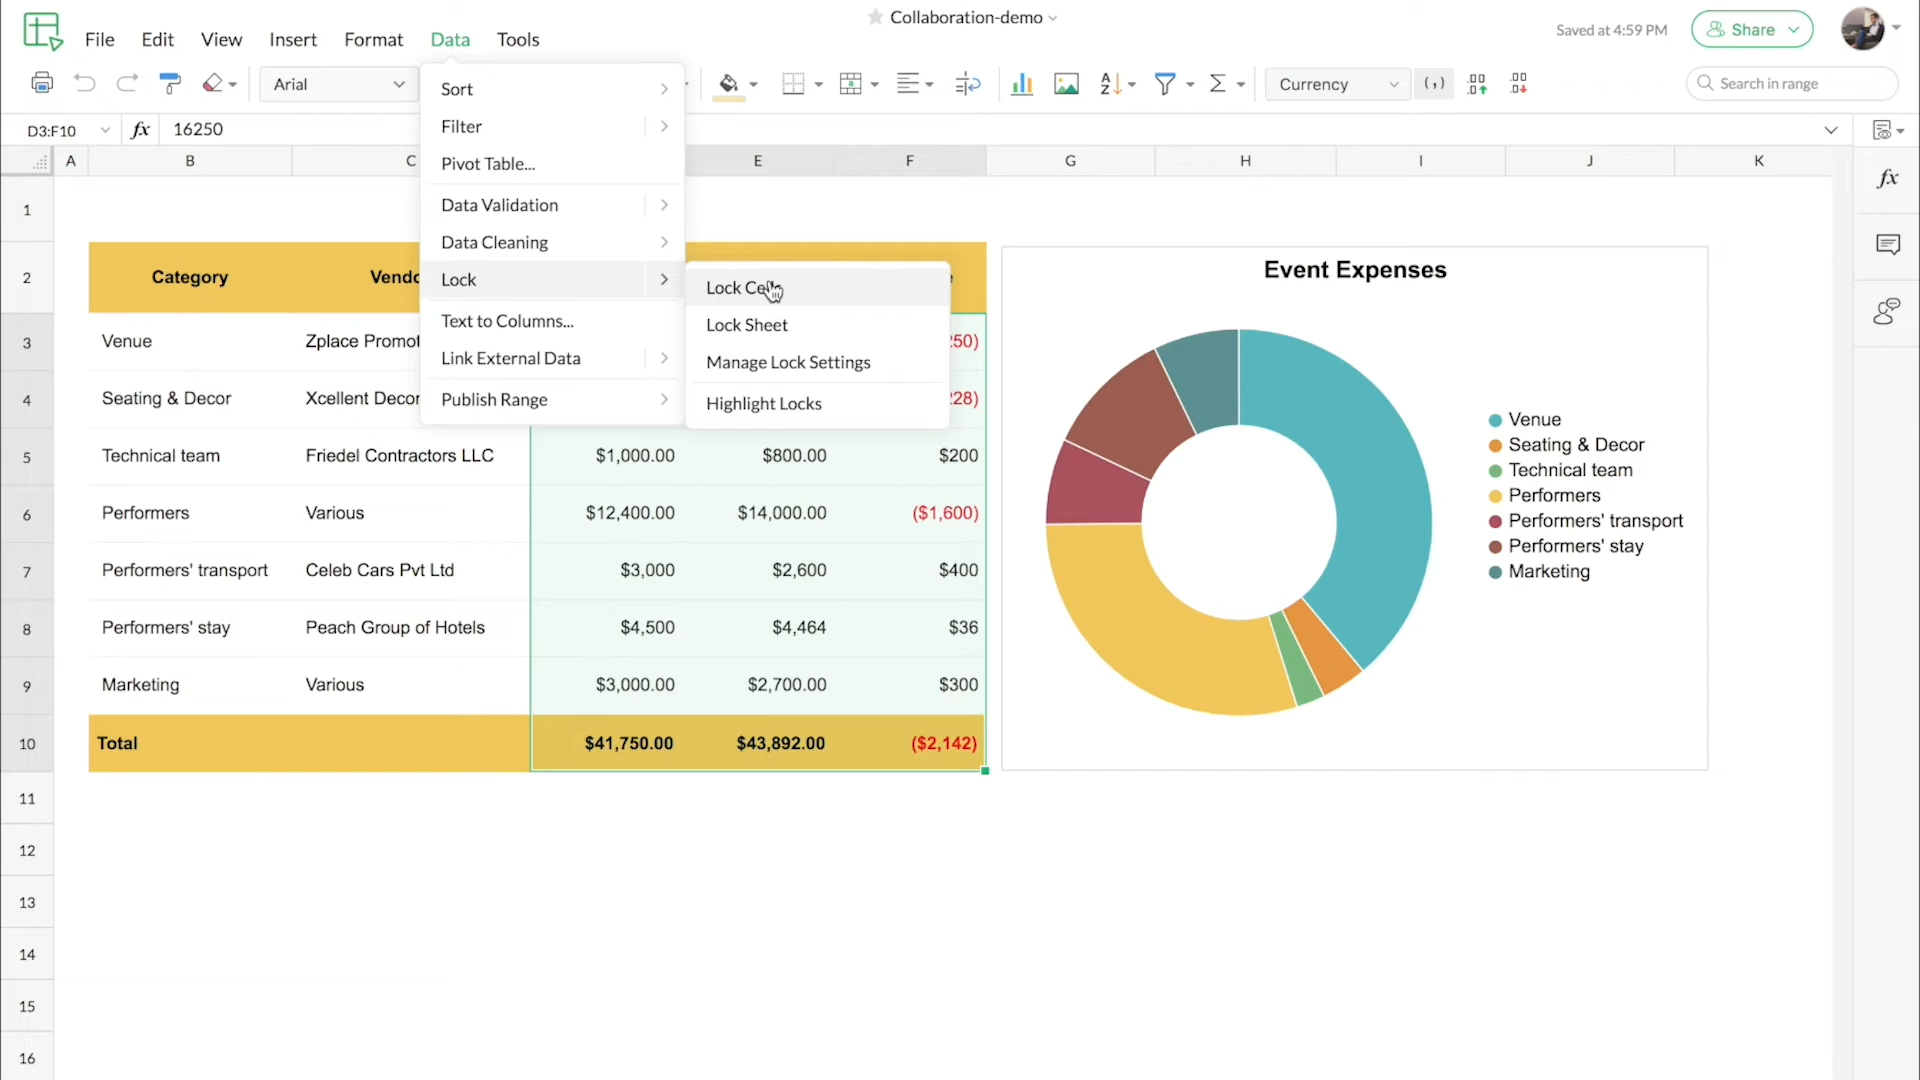 Collaboration-demo
File Edit View Insert Format Data Tools
Saved at 4:59 PM
Share
Arial
Currency
Search in range
D3:F10
fx 16250
A B C E F G H I J K
fx
Sort
Filter
Pivot Table...
Data Validation
Data Cleaning
Lock
Text to Columns...
Link External Data
Publish Range
Lock Cells
Lock Sheet
Manage Lock Settings
Highlight Locks
1
2 Category
3 Venue 250)
4 Seating & Decor 228)
5 Technical team Friedel Contractors LLC $1,000.00 $800.00 $200
6 Performers Various $12,400.00 $14,000.00 ($1,600)
7 Performers' transport Celeb Cars Pvt Ltd $3,000 $2,600 $400
8 Performers' stay Peach Group of Hotels $4,500 $4,464 $36
9 Marketing Various $3,000.00 $2,700.00 $300
10 Total $41,750.00 $43,892.00 ($2,142)
11
12
13
14
15
16
Event Expenses
Venue
Seating & Decor
Technical team
Performers
Performers' transport
Performers' stay
Marketing